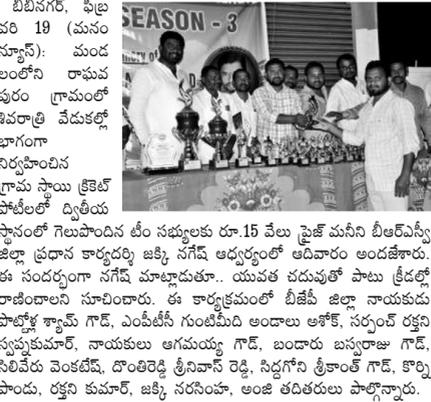 SEASON - 3
బీబీనగర్, ఫిబ్ర
వరి 19 (మనం
న్యూస్): మండ
లంలోని రాఘవ
పురం గ్రామంలో
శివరాత్రి వేడుకల్లో
భాగంగా
నిర్వహించిన
గ్రామ స్థాయి క్రికెట్
పోటీలలో ద్వితీయ
స్థానంలో గెలుపొందిన టీం సభ్యులకు రూ.15 వేలు ప్రైజ్ మనీని బీఆర్ఎస్వీ
జిల్లా ప్రధాన కార్యదర్శి జక్కి నగేష్ ఆధ్వర్యంలో ఆదివారం అందజేశారు.
ఈ సందర్భంగా నగేష్ మాట్లాడుతూ.. యువత చదువుతో పాటు క్రీడల్లో
రాణించాలని సూచించారు. ఈ కార్యక్రమంలో బీజేపీ జిల్లా నాయకుడు
పొట్టోళ్ల శ్యామ్ గౌడ్, ఎంపీటీసీ గుంటిమీది అండాలు అశోక్, సర్పంచ్ రక్తని
స్వప్నకుమార్, నాయకులు ఆగమయ్య గౌడ్, బండారు బస్వరాజు గౌడ్,
సిలివేరు వెంకటేష్, దొంతిరెడ్డి శ్రీనివాస్ రెడ్డి, సిద్దగోని శ్రీకాంత్ గౌడ్, కొర్ని
పాండు, రక్తని కుమార్, జక్కి నరసింహ, అంజి తదితరులు పాల్గొన్నారు.